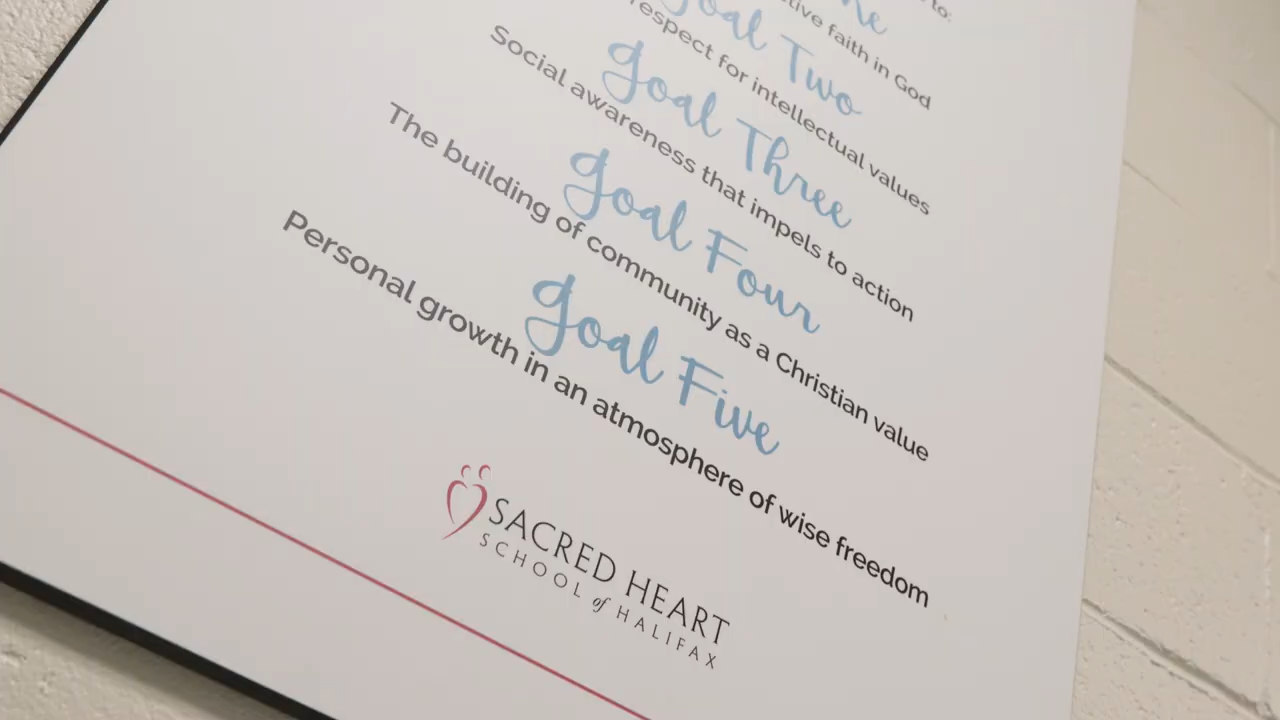 to:
faith in God
Goal Two
respect for intellectual values
Goal Three
Social awareness that impels to action
Goal Four
The building of community as a Christian value
Goal Five
Personal growth in an atmosphere of wise freedom
SACRED HEART
SCHOOL of HALIFAX